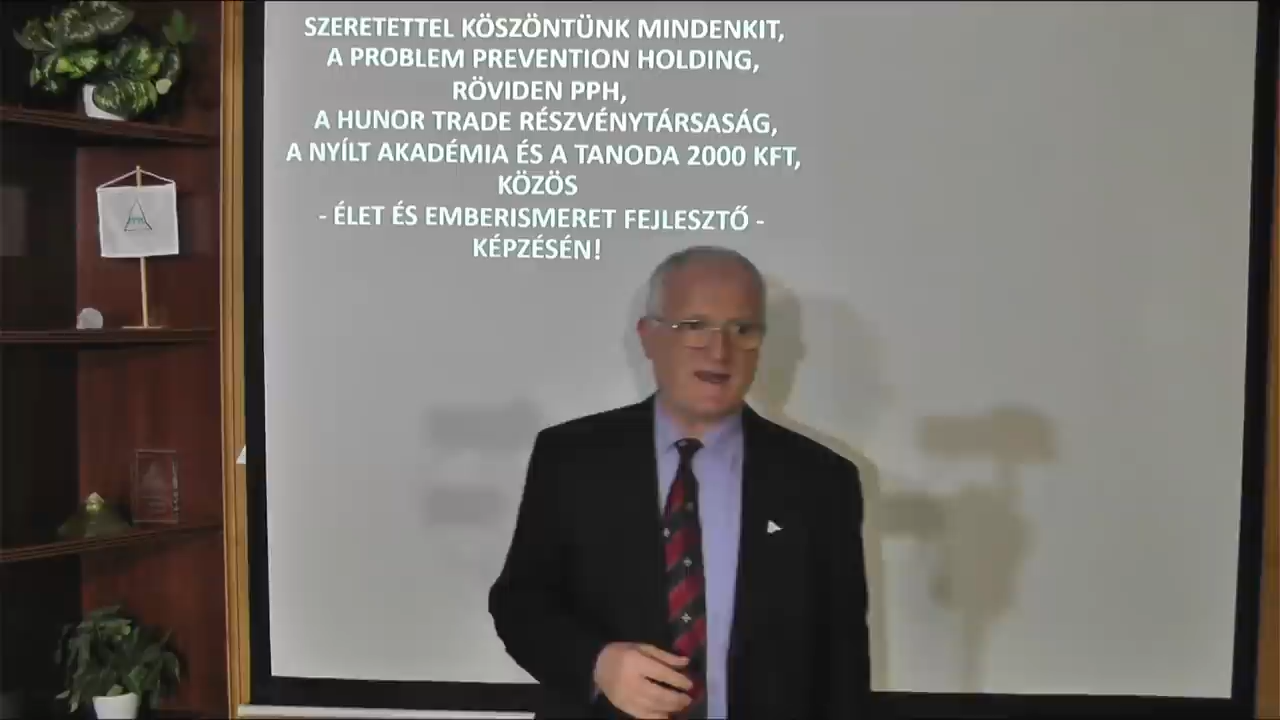 SZERETETTEL KÖSZÖNTÜNK MINDENKIT,
A PROBLEM PREVENTION HOLDING,
RÖVIDEN PPH,
A HUNOR TRADE RÉSZVÉNYTÁRSASÁG,
A NYÍLT AKADÉMIA ÉS A TANODA 2000 KFT,
KÖZÖS
- ÉLET ÉS EMBERISMERET FEJLESZTŐ -
KÉPZÉSÉN!